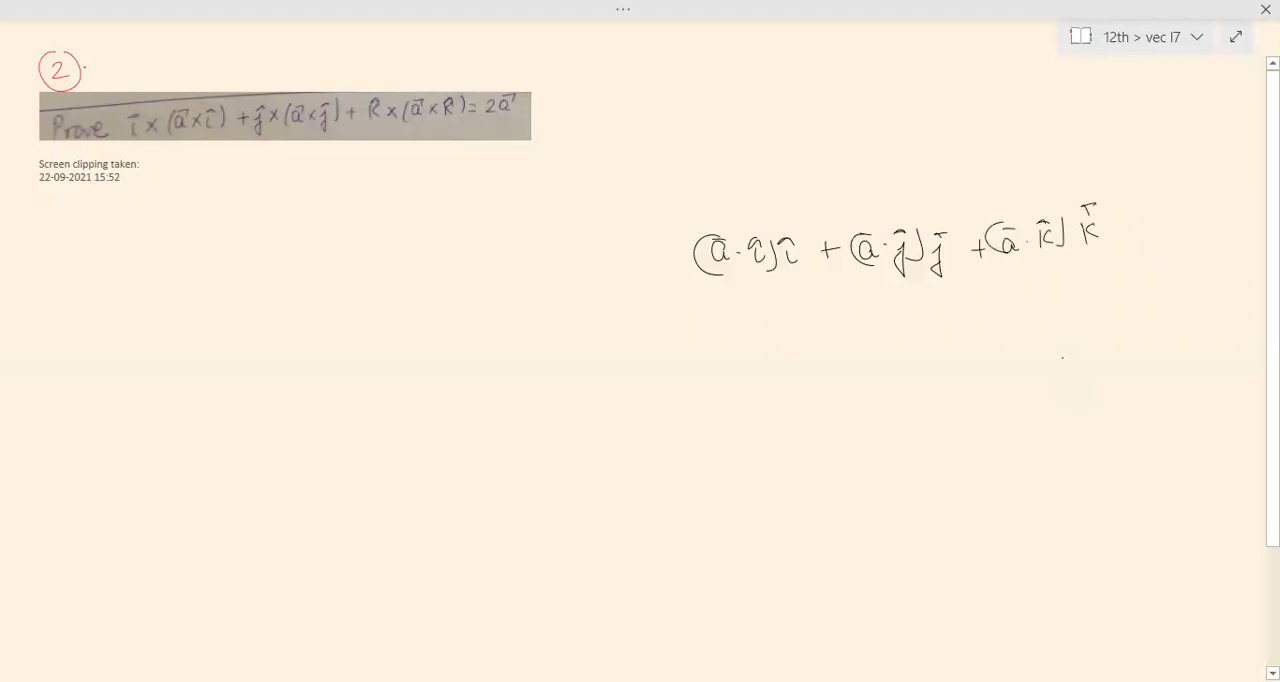 ...
12th > vec l7
2
Prove î × (a⃗ × î) + ĵ × (a⃗ × ĵ) + k̂ × (a⃗ × k̂) = 2a⃗
Screen clipping taken:
22-09-2021 15:52
(ā · î) î + (ā · ĵ) ĵ + (ā · k̂) k̂